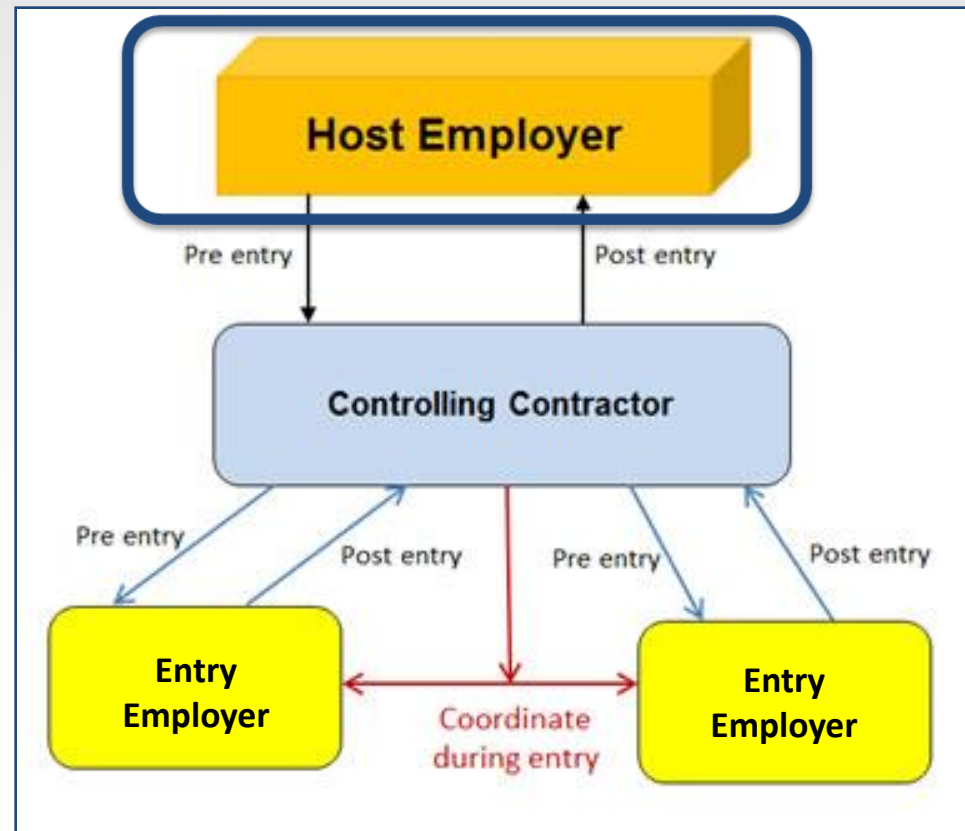 Host Employer
Pre entry
Post entry
Controlling Contractor
Pre entry
Post entry
Pre entry
Post entry
Entry
Employer
Entry
Employer
Coordinate
during entry